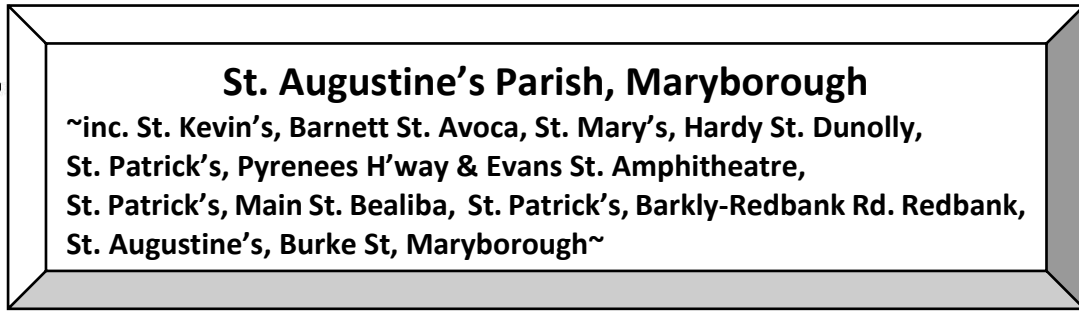 St. Augustine’s Parish, Maryborough
~inc. St. Kevin’s, Barnett St. Avoca, St. Mary’s, Hardy St. Dunolly,
St. Patrick’s, Pyrenees H’way & Evans St. Amphitheatre,
St. Patrick’s, Main St. Bealiba, St. Patrick’s, Barkly-Redbank Rd. Redbank,
St. Augustine’s, Burke St, Maryborough~